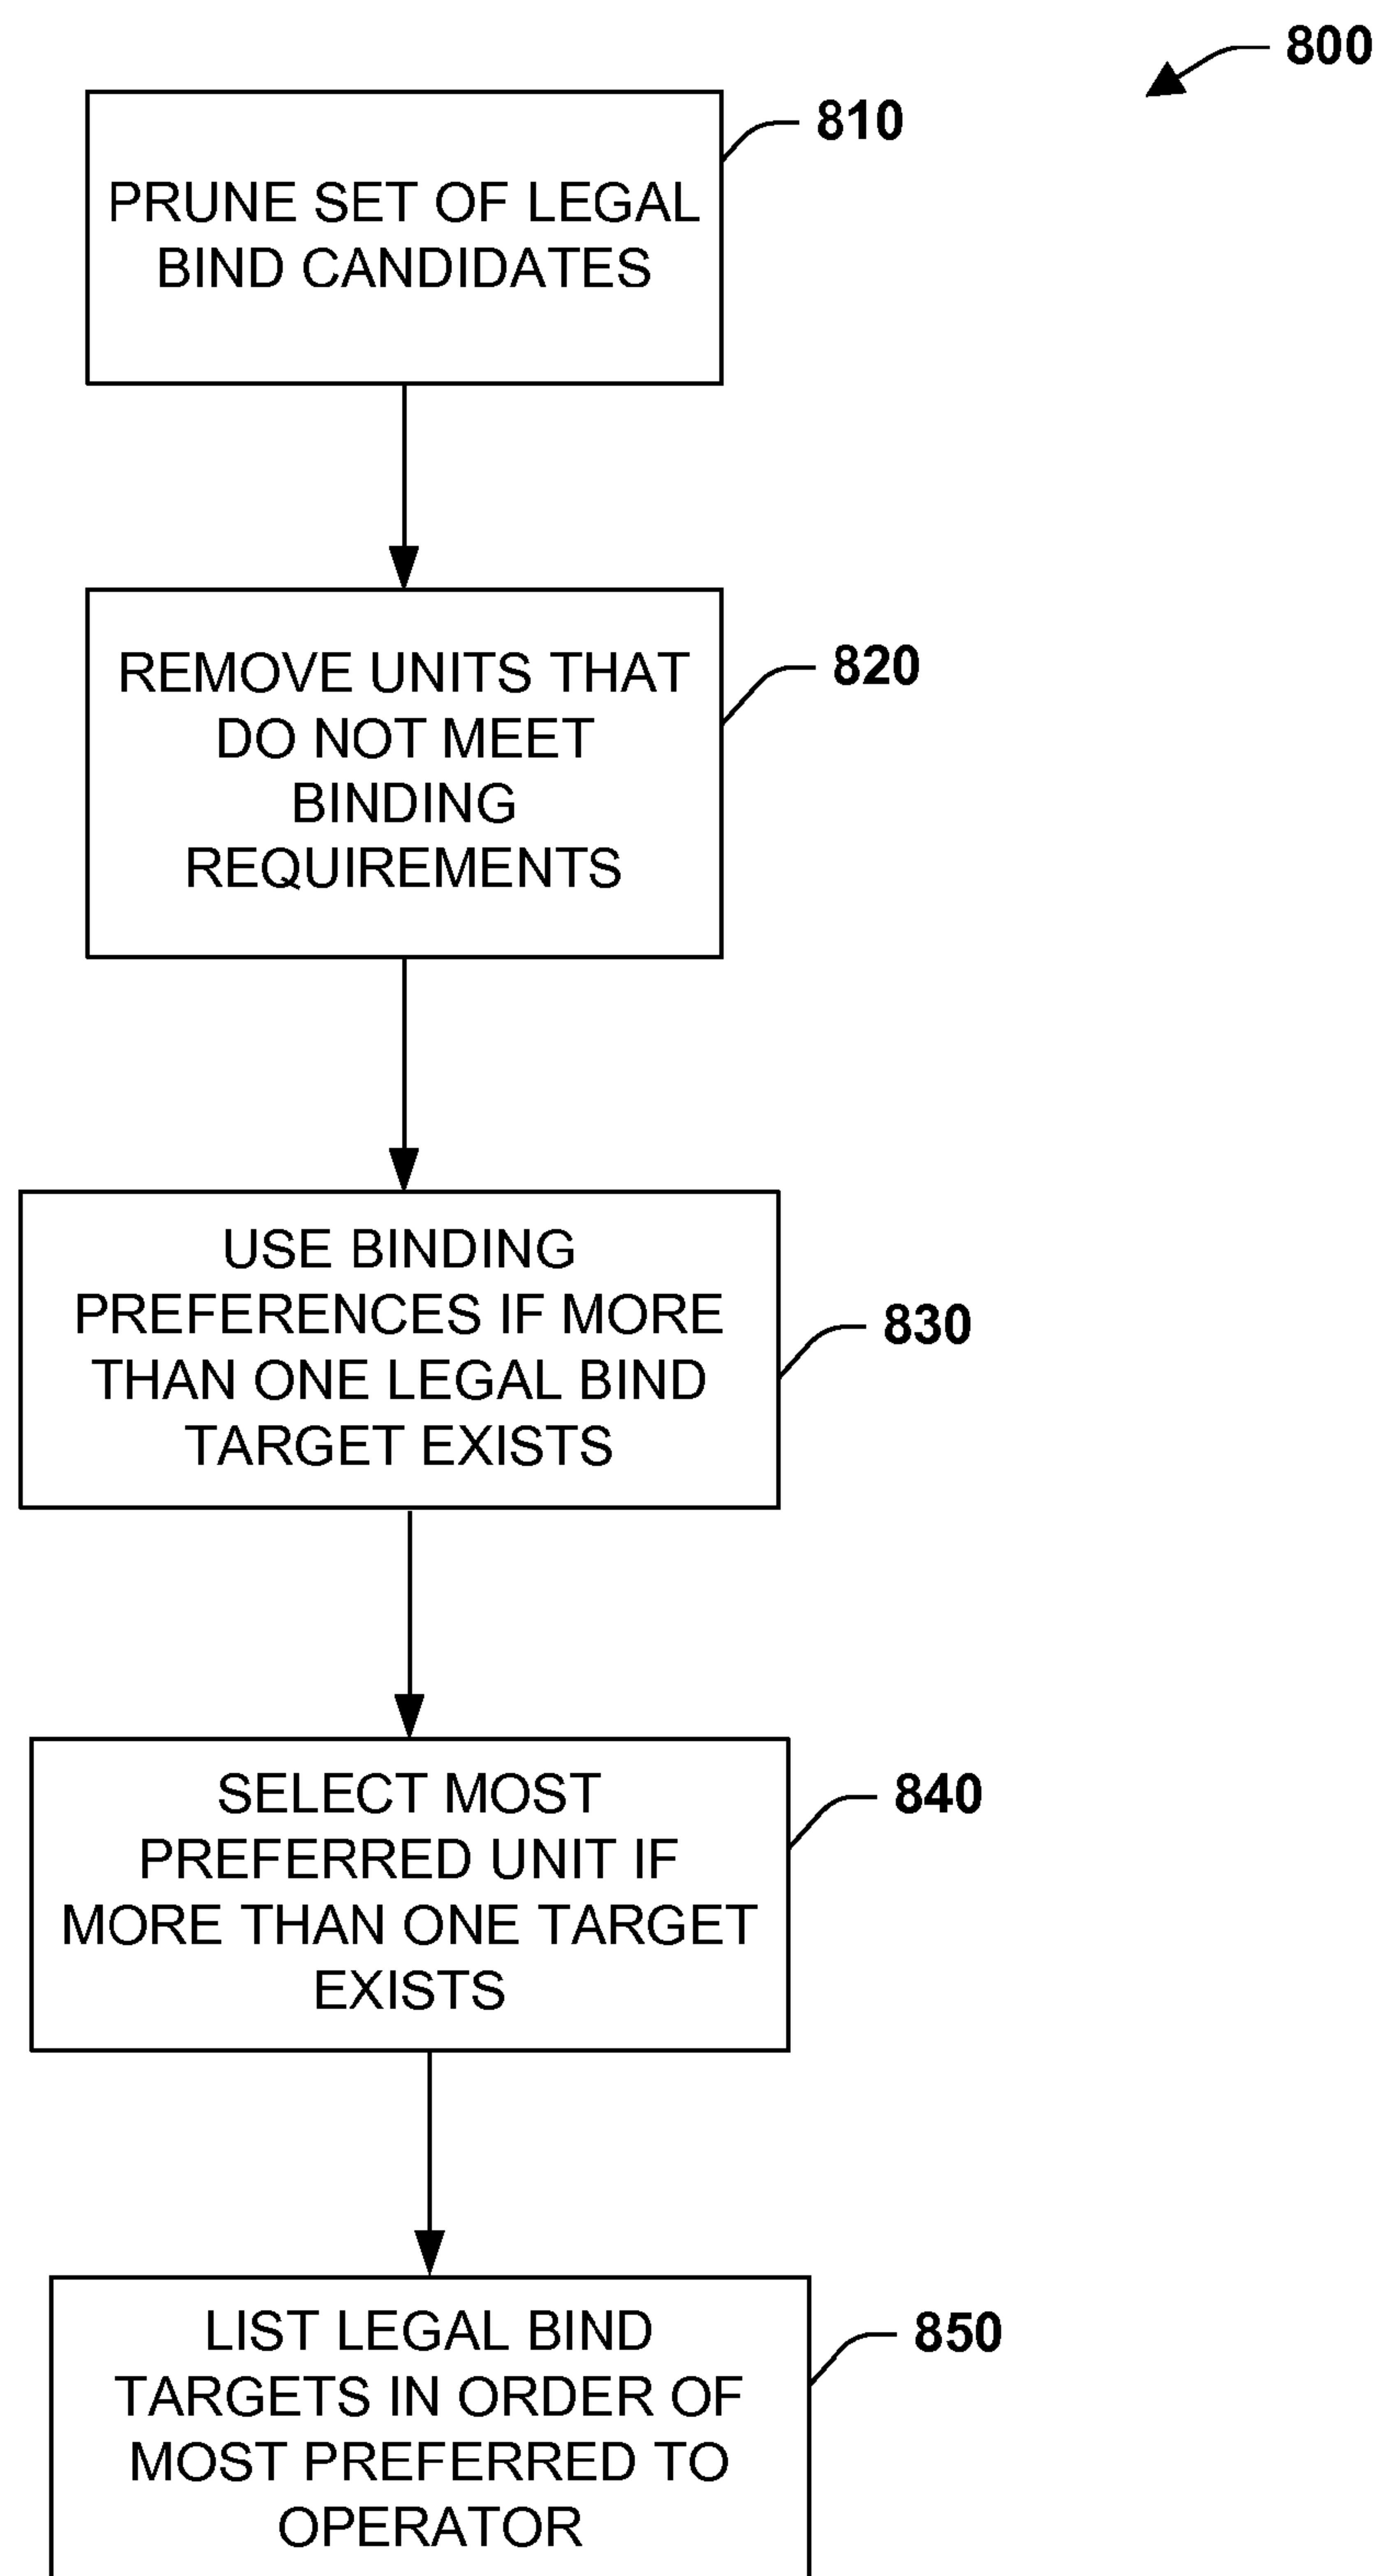 800
810
PRUNE SET OF LEGAL
BIND CANDIDATES
820
REMOVE UNITS THAT
DO NOT MEET
BINDING
REQUIREMENTS
830
USE BINDING
PREFERENCES IF MORE
THAN ONE LEGAL BIND
TARGET EXISTS
840
SELECT MOST
PREFERRED UNIT IF
MORE THAN ONE TARGET
EXISTS
850
LIST LEGAL BIND
TARGETS IN ORDER OF
MOST PREFERRED TO
OPERATOR